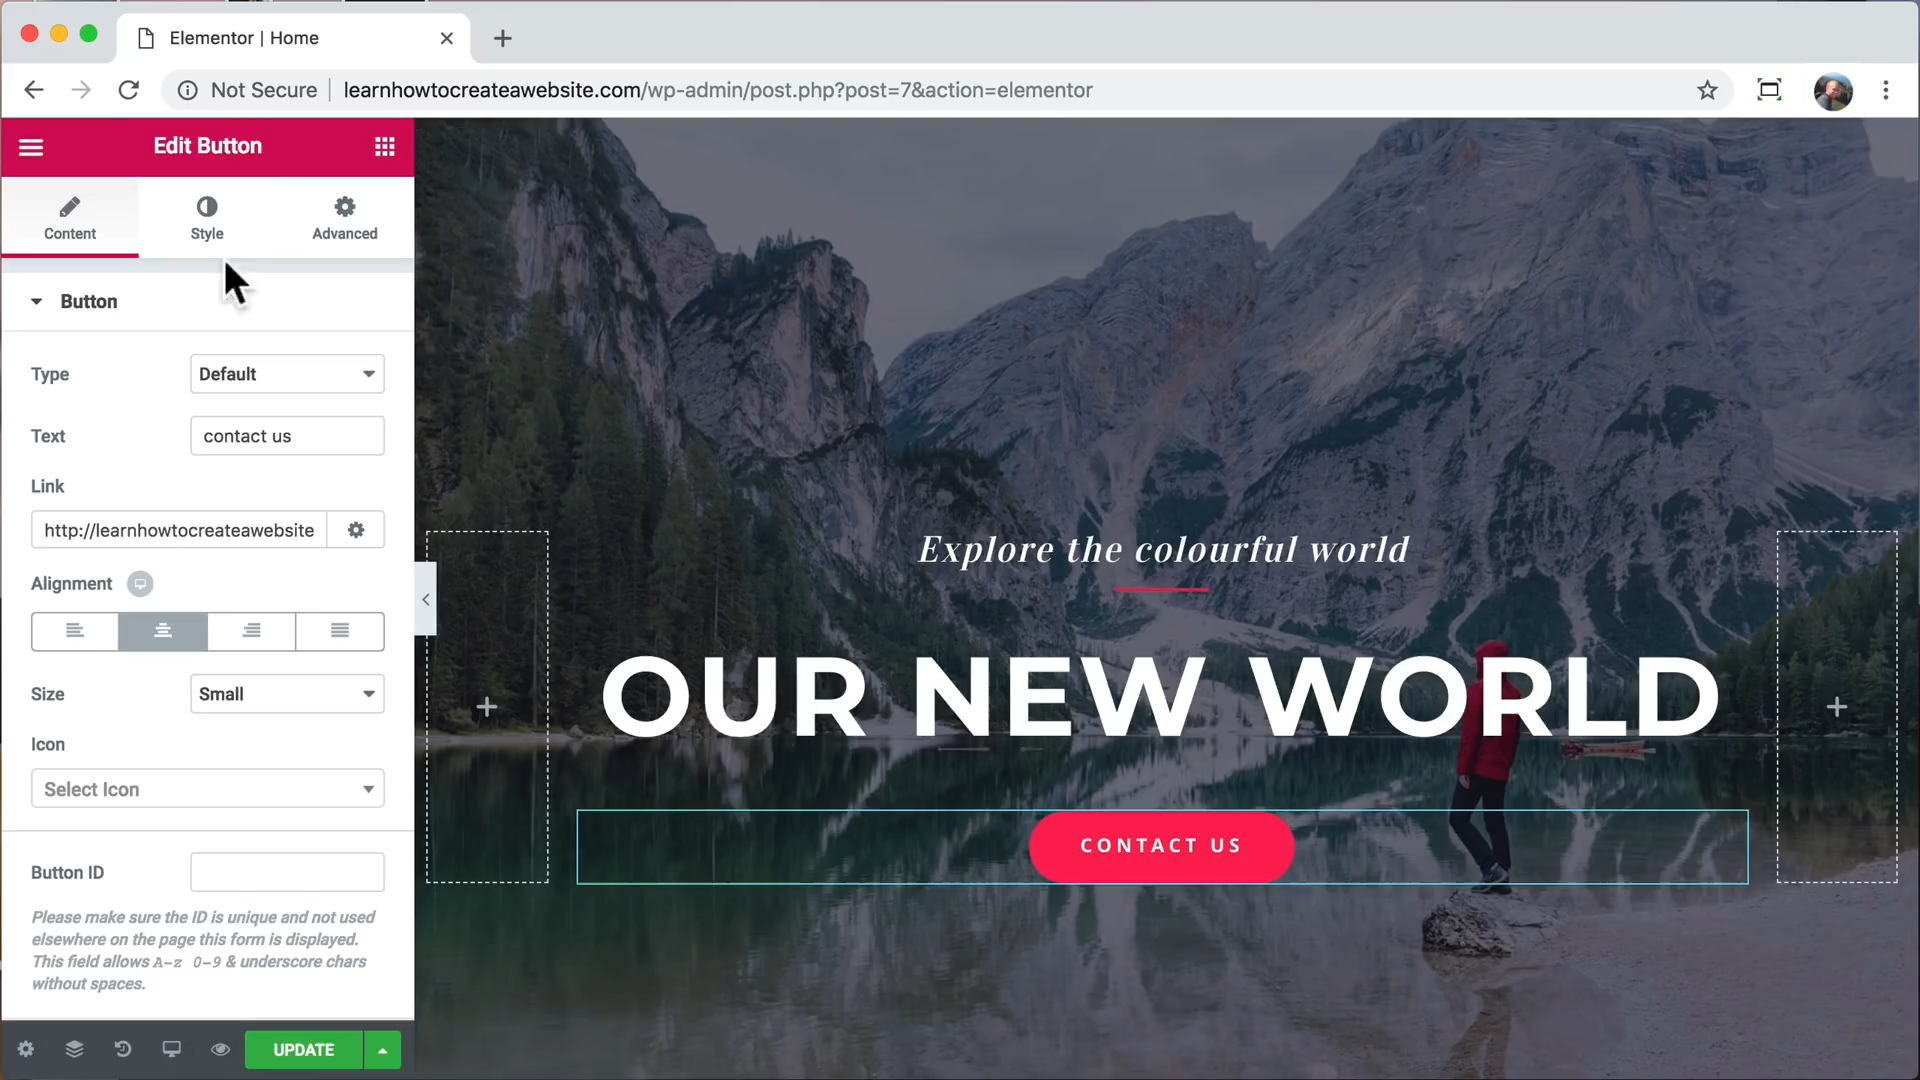 Elementor | Home
Not Secure | learnhowtocreateawebsite.com/wp-admin/post.php?post=7&action=elementor
Edit Button
Content
Style
Advanced
Button
Type
Default
Text
contact us
Link
http://learnhowtocreateawebsite
Alignment
Size
Small
Icon
Select Icon
Button ID
Please make sure the ID is unique and not used
elsewhere on the page this form is displayed.
This field allows A-z 0-9 & underscore chars
without spaces.
UPDATE
Explore the colourful world
OUR NEW WORLD
CONTACT US